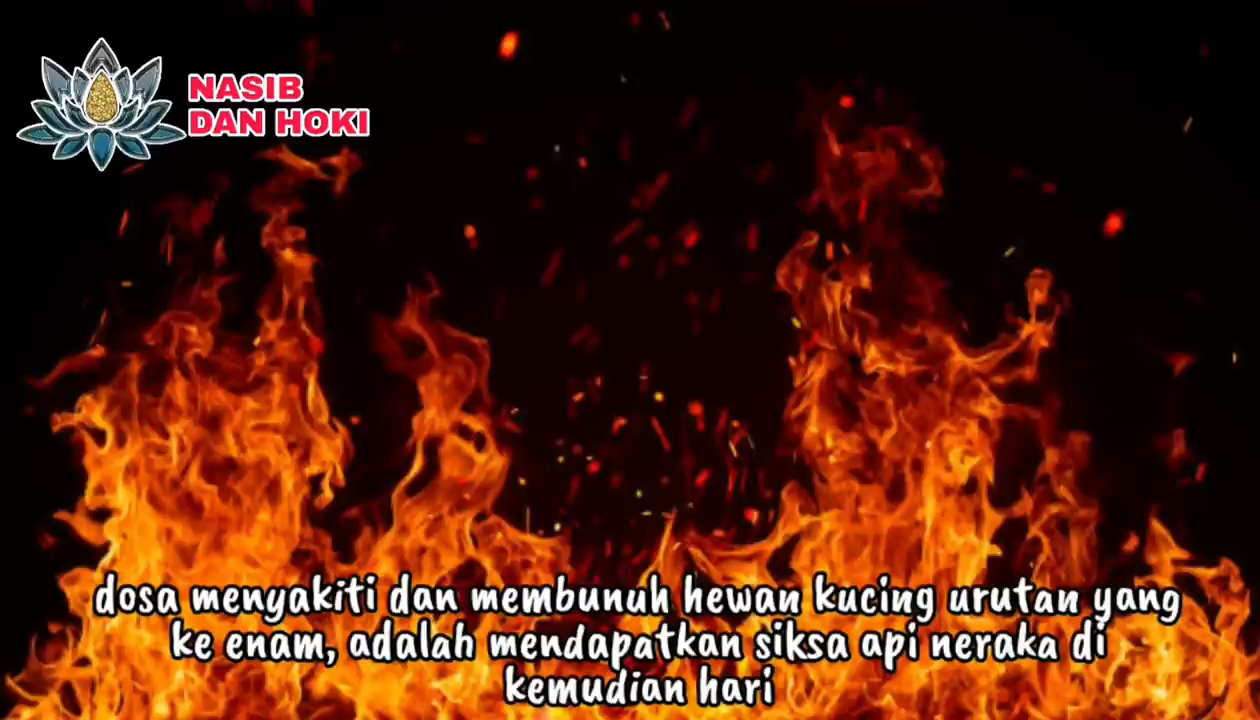 NASIB
DAN HOKI
dosa menyakiti dan membunuh hewan kucing urutan yang
ke enam, adalah mendapatkan siksa api neraka di
kemudian hari